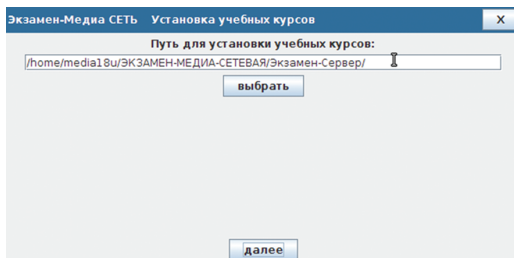 Экзамен-Медиа СЕТЬ Установка учебных курсов X
Путь для установки учебных курсов:
/home/media18u/ЭКЗАМЕН-МЕДИА-СЕТЕВАЯ/Экзамен-Сервер/
выбрать
далее